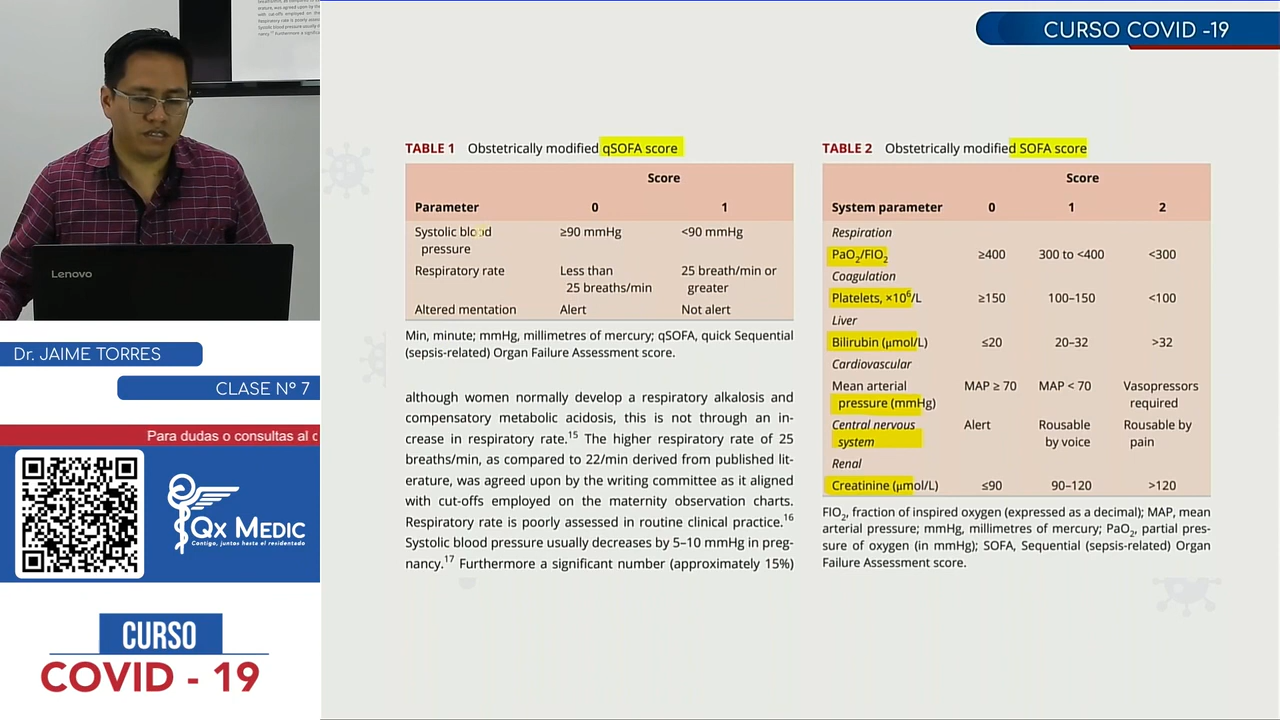 CURSO COVID -19
TABLE 1 Obstetrically modified qSOFA score
Score
Parameter 0 1
Systolic blood pressure ≥90 mmHg <90 mmHg
Respiratory rate Less than 25 breaths/min 25 breath/min or greater
Altered mentation Alert Not alert
Min, minute; mmHg, millimetres of mercury; qSOFA, quick Sequential
(sepsis-related) Organ Failure Assessment score.
although women normally develop a respiratory alkalosis and
compensatory metabolic acidosis, this is not through an in-
crease in respiratory rate.15 The higher respiratory rate of 25
breaths/min, as compared to 22/min derived from published lit-
erature, was agreed upon by the writing committee as it aligned
with cut-offs employed on the maternity observation charts.
Respiratory rate is poorly assessed in routine clinical practice.16
Systolic blood pressure usually decreases by 5–10 mmHg in preg-
nancy.17 Furthermore a significant number (approximately 15%)
TABLE 2 Obstetrically modified SOFA score
Score
System parameter 0 1 2
Respiration
PaO2/FIO2 ≥400 300 to <400 <300
Coagulation
Platelets, ×10⁶/L ≥150 100–150 <100
Liver
Bilirubin (μmol/L) ≤20 20–32 >32
Cardiovascular
Mean arterial pressure (mmHg) MAP ≥ 70 MAP < 70 Vasopressors required
Central nervous system Alert Rousable by voice Rousable by pain
Renal
Creatinine (μmol/L) ≤90 90–120 >120
FIO2, fraction of inspired oxygen (expressed as a decimal); MAP, mean
arterial pressure; mmHg, millimetres of mercury; PaO2, partial pres-
sure of oxygen (in mmHg); SOFA, Sequential (sepsis-related) Organ
Failure Assessment score.
Lenovo
Dr. JAIME TORRES
CLASE N° 7
Para dudas o consultas al c
Qx MEDIC
Contigo, juntos hasta el residentado
CURSO
COVID - 19